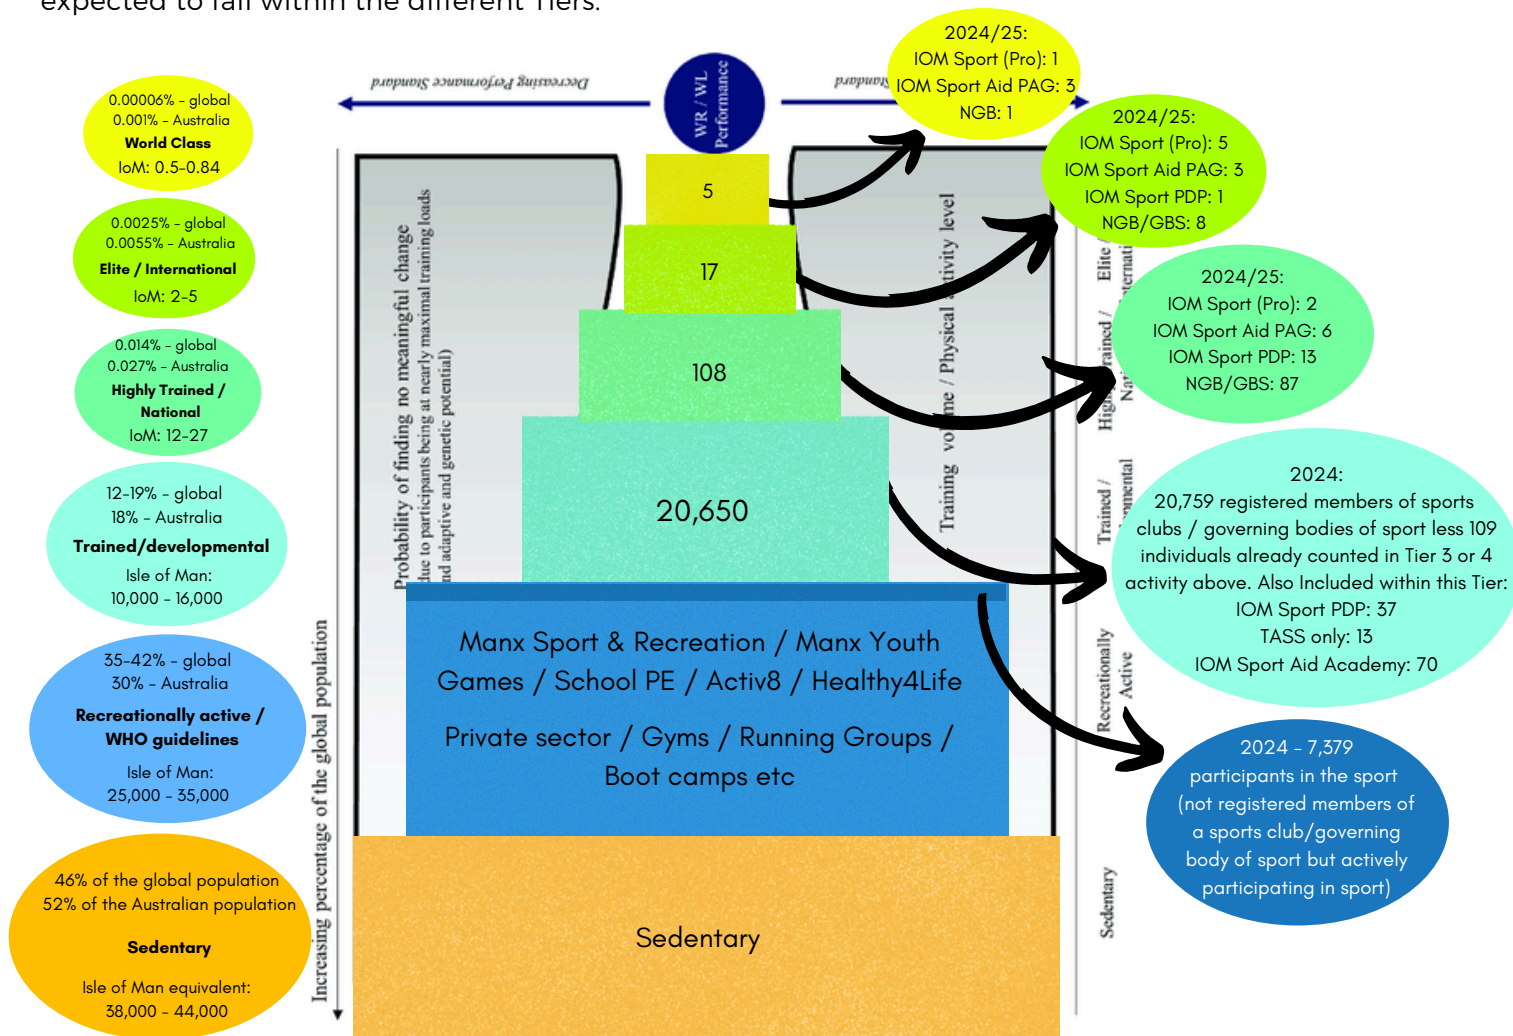 expected to fall within the different Tiers.
0.00006% - global
0.001% - Australia
World Class
IoM: 0.5-0.84
0.0025% - global
0.0055% - Australia
Elite / International
IoM: 2-5
0.014% - global
0.027% - Australia
Highly Trained /
National
IoM: 12-27
12-19% - global
18% - Australia
Trained/developmental
Isle of Man:
10,000 - 16,000
35-42% - global
30% - Australia
Recreationally active /
WHO guidelines
Isle of Man:
25,000 - 35,000
46% of the global population
52% of the Australian population
Sedentary
Isle of Man equivalent:
38,000 - 44,000
Increasing percentage of the global population
Decreasing Performance Standard
WR / WL
Performance
Probability of finding no meaningful change
due to participants being at nearly maximal training loads
nd adaptive and genetic potential)
5
17
108
20,650
Manx Sport & Recreation / Manx Youth
Games / School PE / Activ8 / Healthy4Life
Private sector / Gyms / Running Groups /
Boot camps etc
Sedentary
Training volume / Physical activity level
Elite /
Trained /
Recreationally
Active
Sedentary
2024/25:
IOM Sport (Pro): 1
IOM Sport Aid PAG: 3
NGB: 1
2024/25:
IOM Sport (Pro): 5
IOM Sport Aid PAG: 3
IOM Sport PDP: 1
NGB/GBS: 8
2024/25:
IOM Sport (Pro): 2
IOM Sport Aid PAG: 6
IOM Sport PDP: 13
NGB/GBS: 87
2024:
20,759 registered members of sports
clubs / governing bodies of sport less 109
individuals already counted in Tier 3 or 4
activity above. Also Included within this Tier:
IOM Sport PDP: 37
TASS only: 13
IOM Sport Aid Academy: 70
2024 - 7,379
participants in the sport
(not registered members of
a sports club/governing
body of sport but actively
participating in sport)